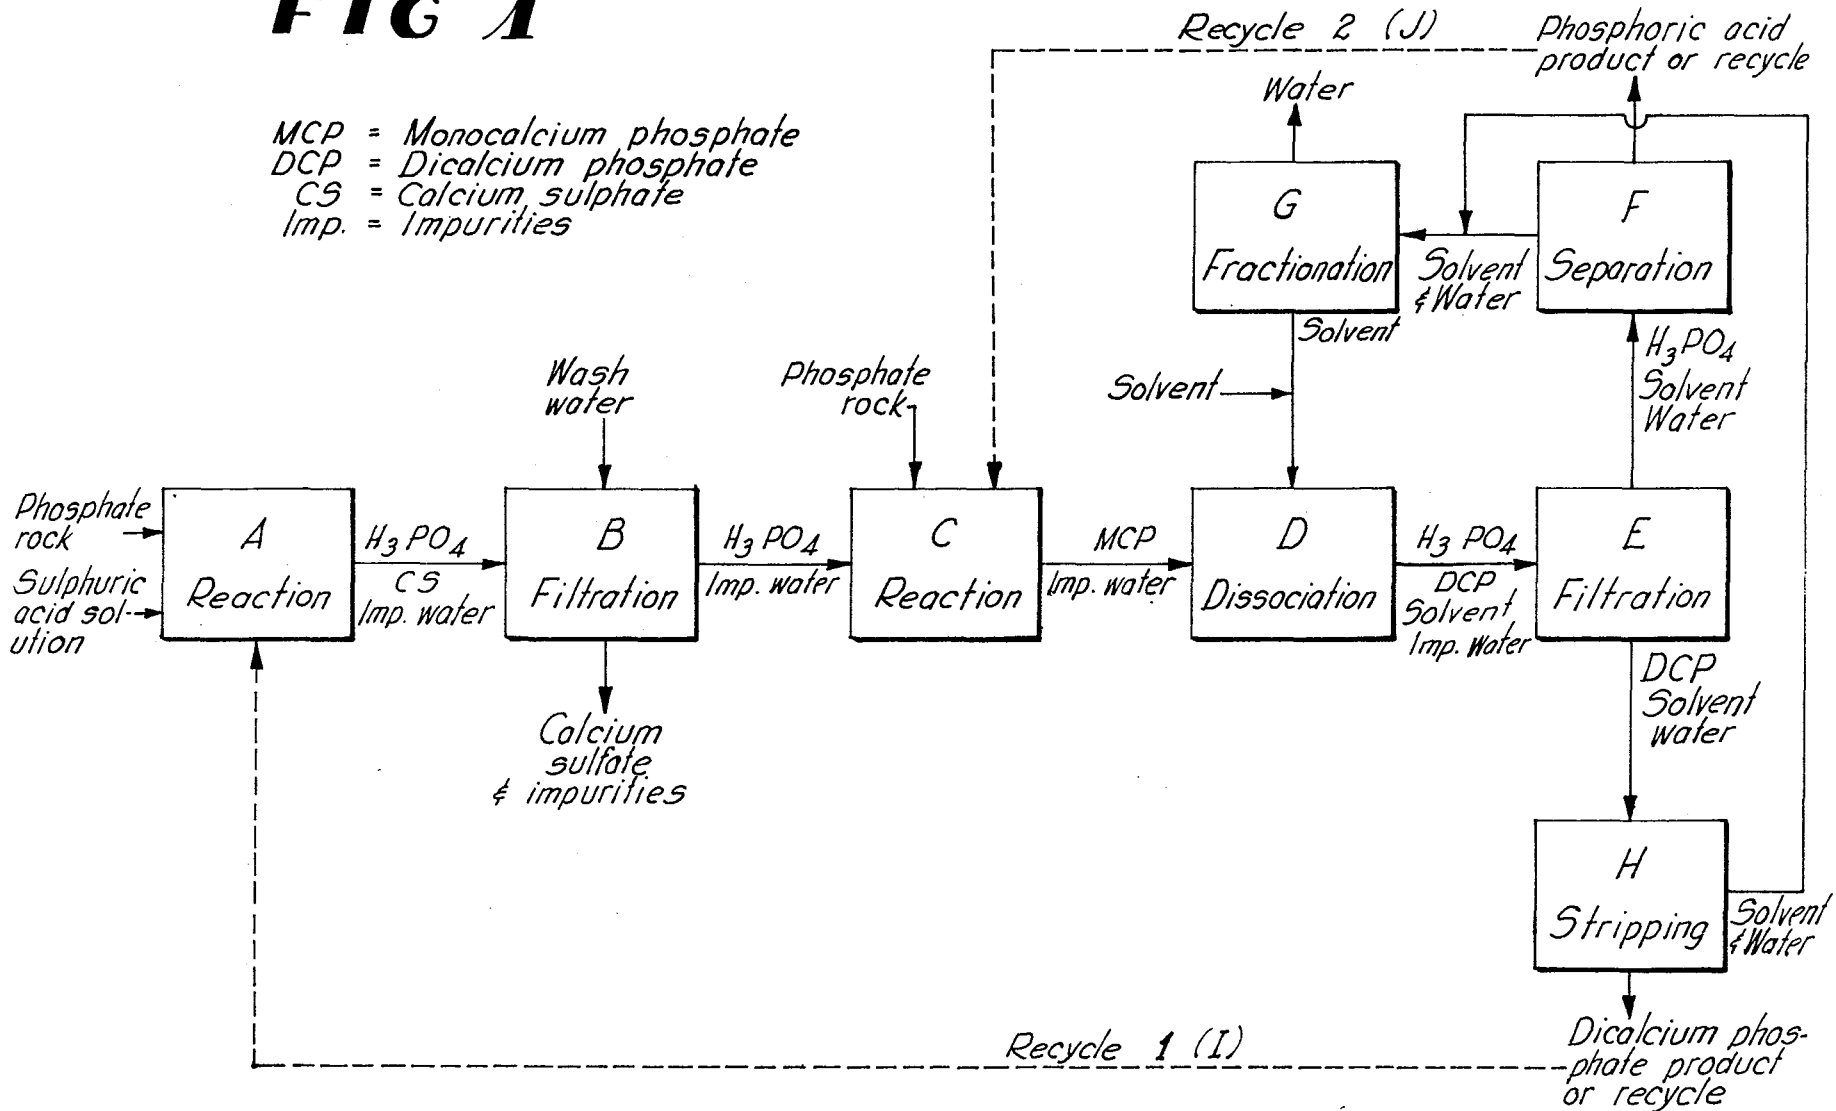 FIG 1
MCP = Monocalcium phosphate
DCP = Dicalcium phosphate
CS = Calcium sulphate
Imp. = Impurities
Recycle 2 (J)
Phosphoric acid
product or recycle
Water
G
Fractionation
Solvent
& Water
F
Separation
Solvent
Solvent
H3PO4
Solvent
Water
Wash
water
Phosphate
rock
Phosphate
rock
Sulphuric
acid sol-
ution
A
Reaction
H3PO4
CS
Imp. water
B
Filtration
H3PO4
Imp. water
C
Reaction
MCP
Imp. water
D
Dissociation
H3PO4
DCP
Solvent
Imp. Water
E
Filtration
Calcium
sulfate
& impurities
DCP
Solvent
water
H
Stripping
Solvent
& Water
Recycle 1 (I)
Dicalcium phos-
phate product
or recycle